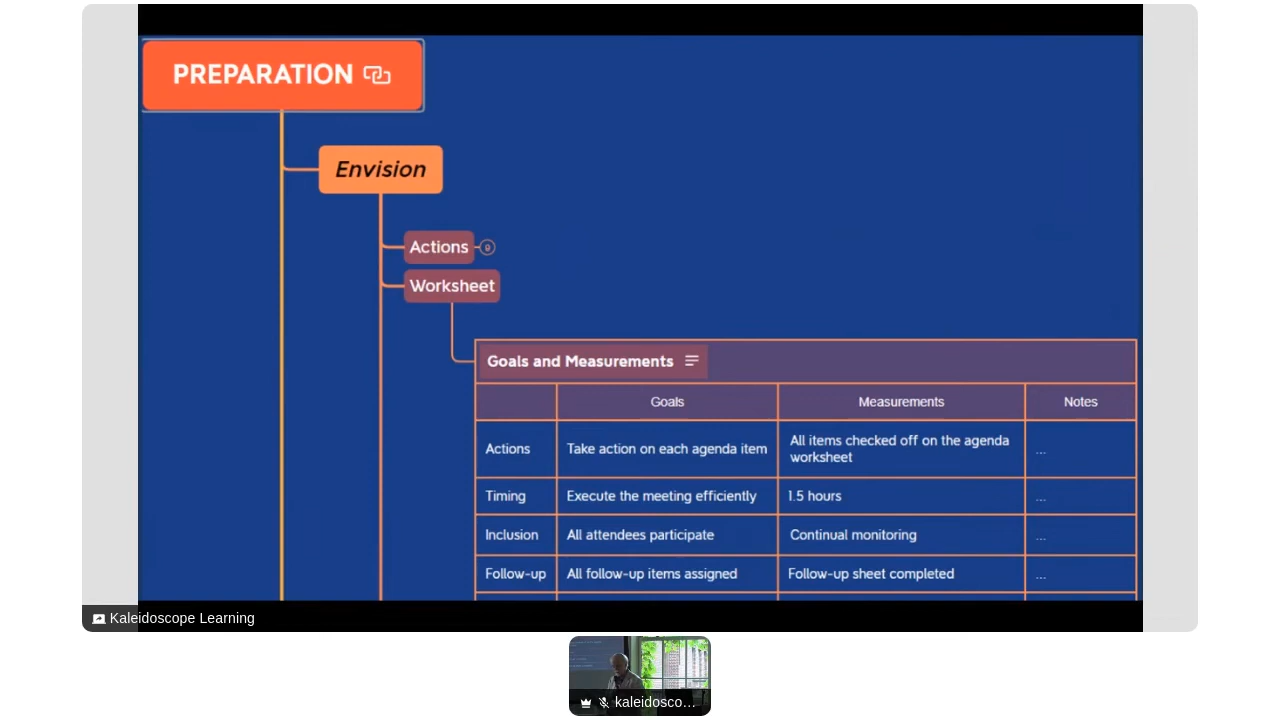 PREPARATION
Envision
Actions
Worksheet
Goals and Measurements
Goals Measurements Notes
Actions Take action on each agenda item All items checked off on the agenda
worksheet ...
Timing Execute the meeting efficiently 1.5 hours ...
Inclusion All attendees participate Continual monitoring ...
Follow-up All follow-up items assigned Follow-up sheet completed ...
Kaleidoscope Learning
kaleidosco...